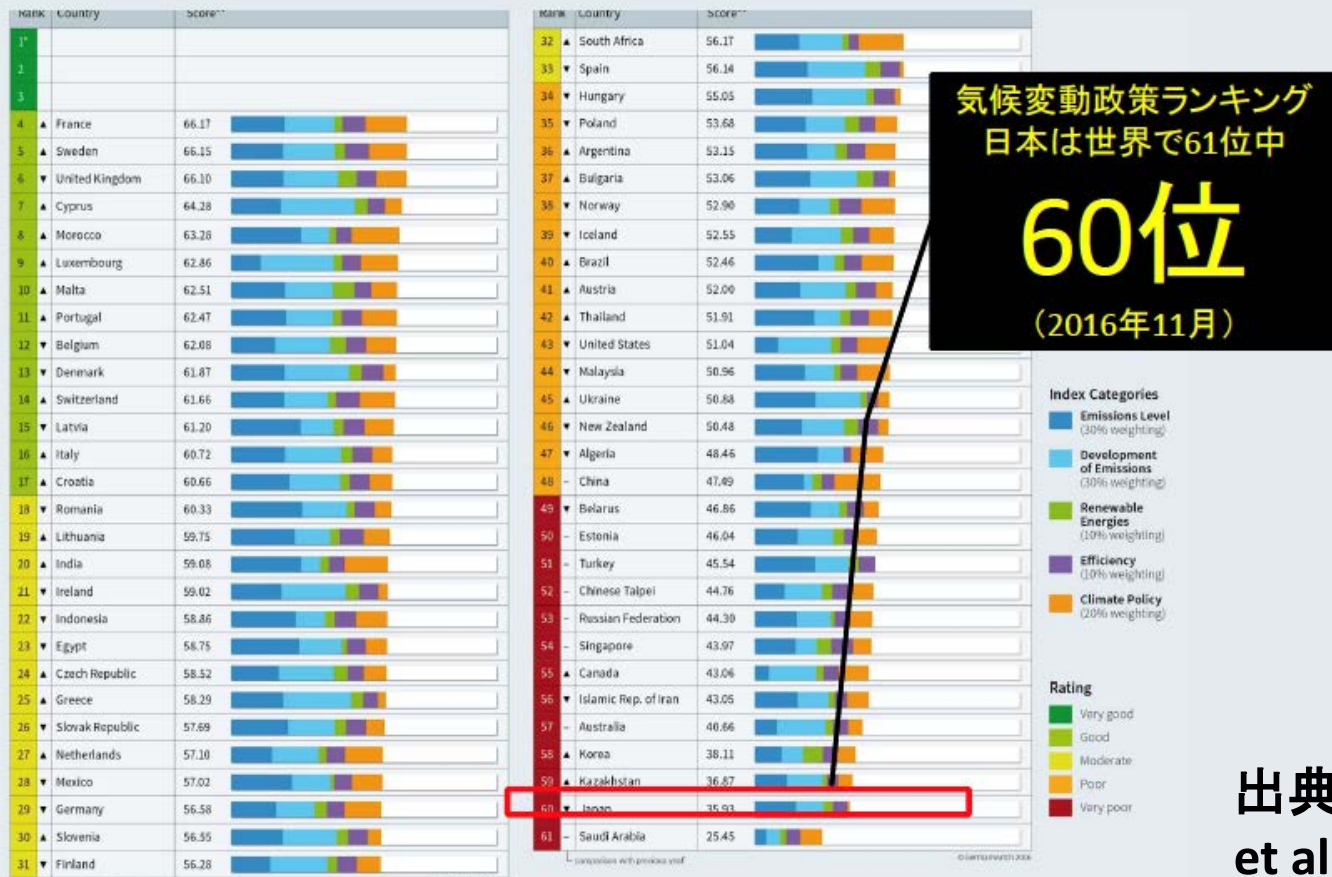 Rank Country Score**
1*
2
3
4 ▲ France 66.17
5 ▲ Sweden 66.15
6 ▼ United Kingdom 66.10
7 ▲ Cyprus 64.28
8 ▲ Morocco 63.28
9 ▲ Luxembourg 62.86
10 ▲ Malta 62.51
11 ▲ Portugal 62.47
12 ▼ Belgium 62.08
13 ▼ Denmark 61.87
14 ▲ Switzerland 61.66
15 ▼ Latvia 61.20
16 ▲ Italy 60.72
17 ▲ Croatia 60.66
18 ▼ Romania 60.33
19 ▲ Lithuania 59.75
20 ▲ India 59.08
21 ▼ Ireland 59.02
22 ▼ Indonesia 58.86
23 ▼ Egypt 58.75
24 ▲ Czech Republic 58.52
25 ▲ Greece 58.29
26 ▼ Slovak Republic 57.69
27 ▲ Netherlands 57.10
28 ▼ Mexico 57.02
29 ▼ Germany 56.58
30 ▲ Slovenia 56.55
31 ▼ Finland 56.28
Rank Country Score**
32 ▲ South Africa 56.17
33 ▼ Spain 56.14
34 ▼ Hungary 55.05
35 ▼ Poland 53.68
36 ▲ Argentina 53.15
37 ▲ Bulgaria 53.06
38 ▼ Norway 52.90
39 ▼ Iceland 52.55
40 ▲ Brazil 52.46
41 ▲ Austria 52.00
42 ▲ Thailand 51.91
43 ▼ United States 51.04
44 ▼ Malaysia 50.96
45 ▲ Ukraine 50.88
46 ▼ New Zealand 50.48
47 ▼ Algeria 48.46
48 – China 47.49
49 ▼ Belarus 46.86
50 – Estonia 46.04
51 – Turkey 45.54
52 – Chinese Taipei 44.76
53 – Russian Federation 44.30
54 – Singapore 43.97
55 ▲ Canada 43.06
56 ▼ Islamic Rep. of Iran 43.05
57 – Australia 40.66
58 ▲ Korea 38.11
59 ▲ Kazakhstan 36.87
60 ▼ Japan 35.93
61 – Saudi Arabia 25.45
comparison with previous year
© Germanwatch 2016
気候変動政策ランキング
日本は世界で61位中
60位
（2016年11月）
Index Categories
Emissions Level
(30% weighting)
Development
of Emissions
(30% weighting)
Renewable
Energies
(10% weighting)
Efficiency
(10% weighting)
Climate Policy
(20% weighting)
Rating
Very good
Good
Moderate
Poor
Very poor
出典
et al